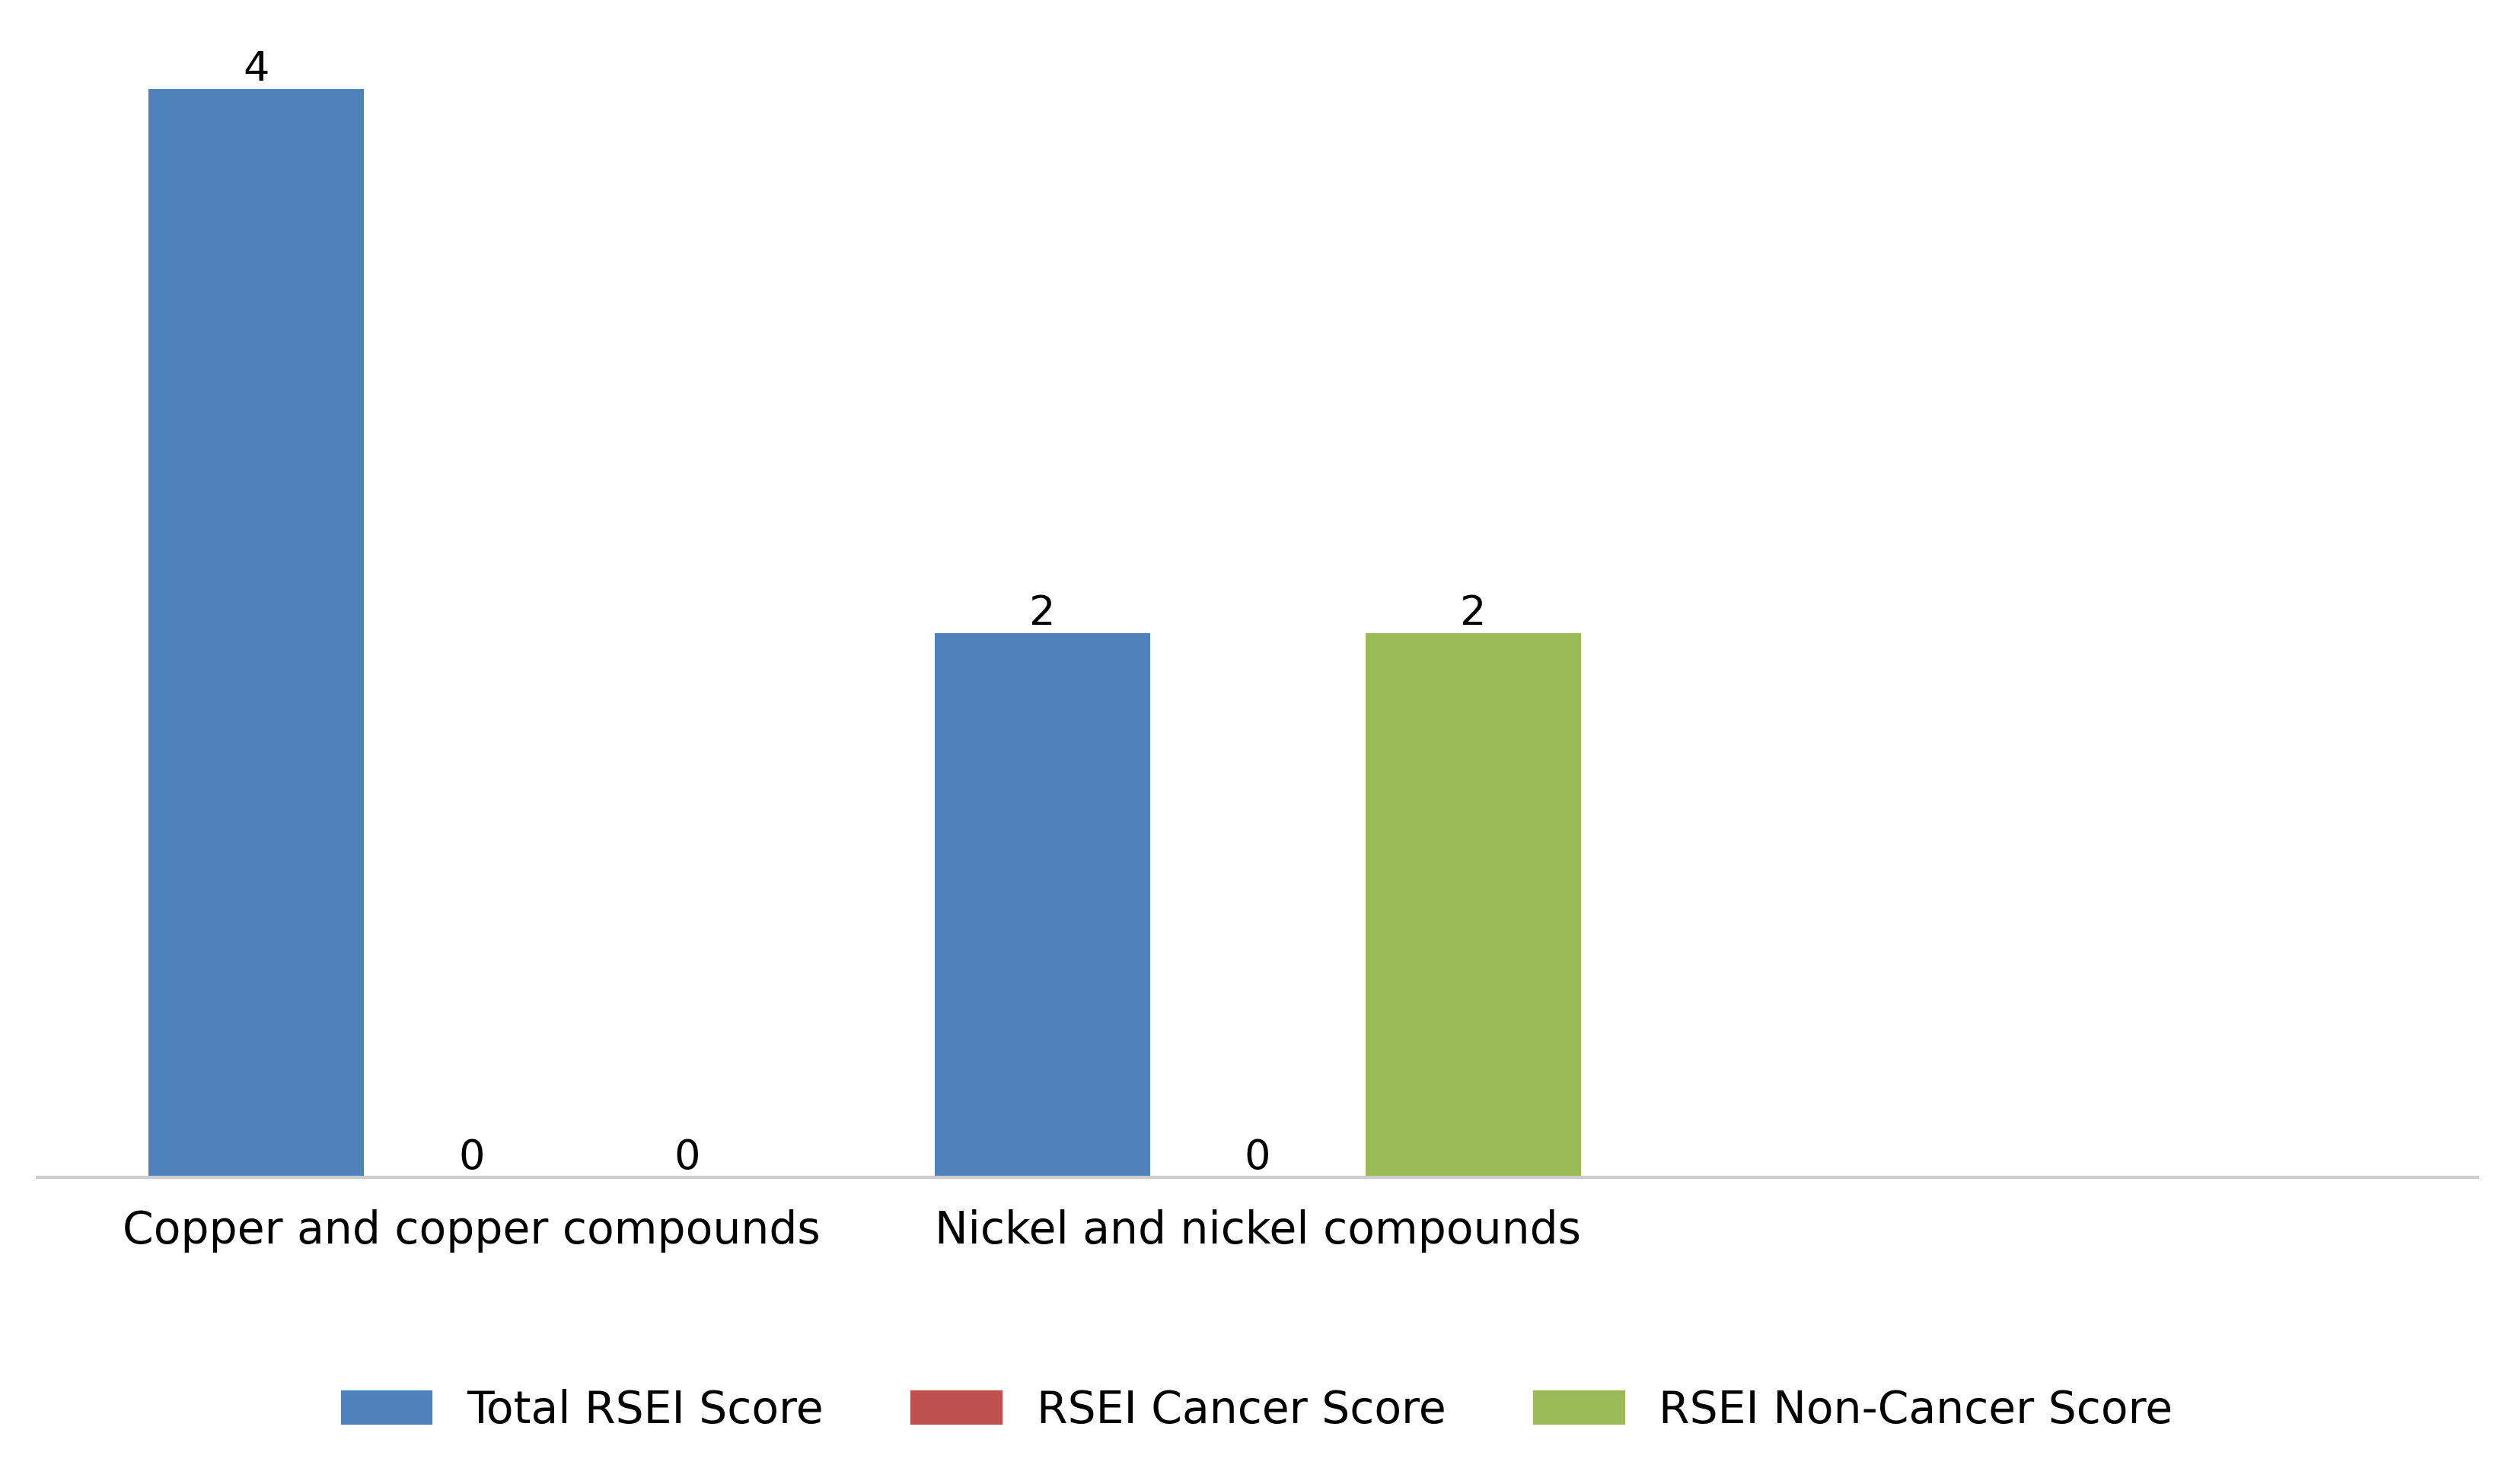 4
2
2
0
0
0
Copper and copper compounds
Nickel and nickel compounds
Total RSEI Score
RSEI Cancer Score
RSEI Non-Cancer Score